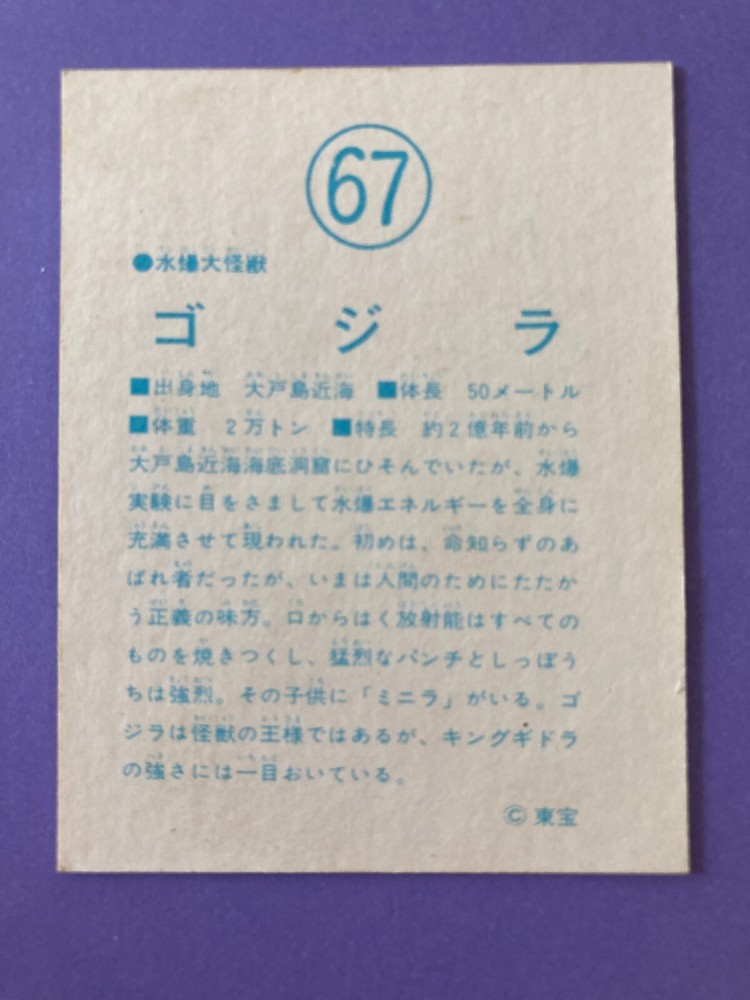 67
●水爆大怪獣
ゴジラ
■出身地 大戸島近海 ■体長 50メートル
■体重 2万トン ■特長 約2億年前から
大戸島近海海底洞窟にひそんでいたが、水爆
実験に目をさまして水爆エネルギーを全身に
充満させて現われた。初めは、命知らずのあ
ばれ者だったが、いまは人間のためにたたか
う正義の味方。口からはく放射能はすべての
ものを焼きつくし、猛烈なパンチとしっぽう
ちは強烈。その子供に「ミニラ」がいる。ゴ
ジラは怪獣の王様ではあるが、キングギドラ
の強さには一目おいている。
© 東宝